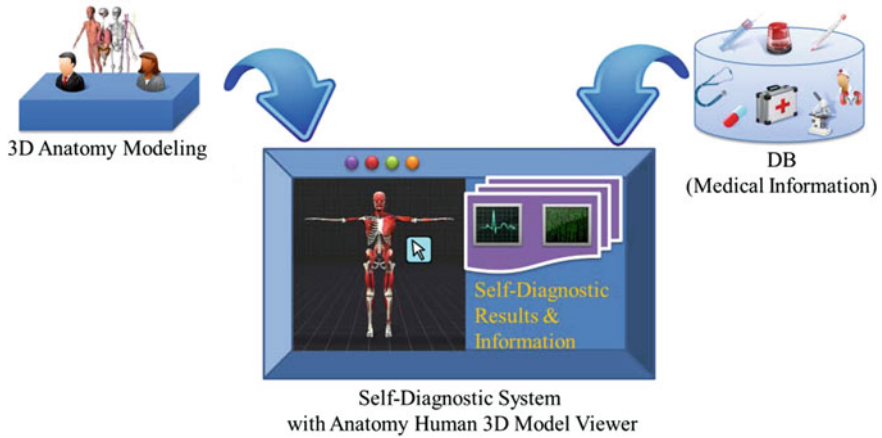 3D Anatomy Modeling
DB
(Medical Information)
Self-Diagnostic
Results &
Information
Self-Diagnostic System
with Anatomy Human 3D Model Viewer